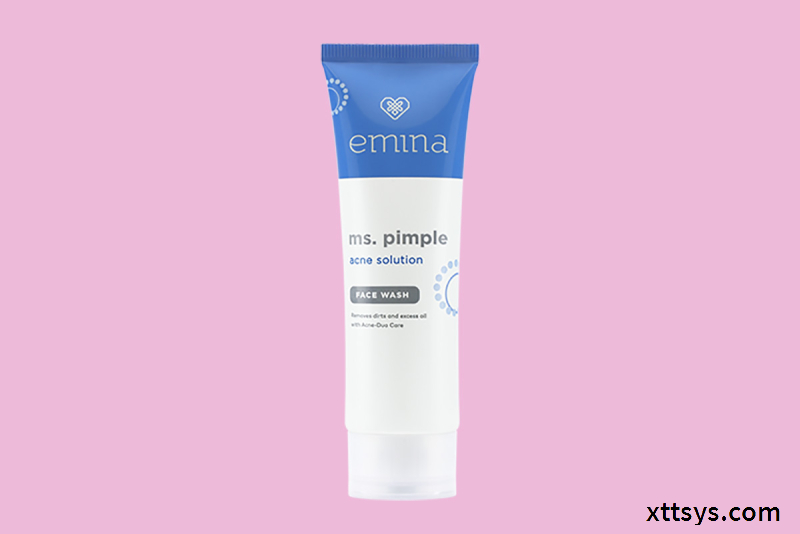 emina
ms. pimple
acne solution
FACE WASH
Removes dirts and excess oil
with Acne-Duo Care
xttsys.com